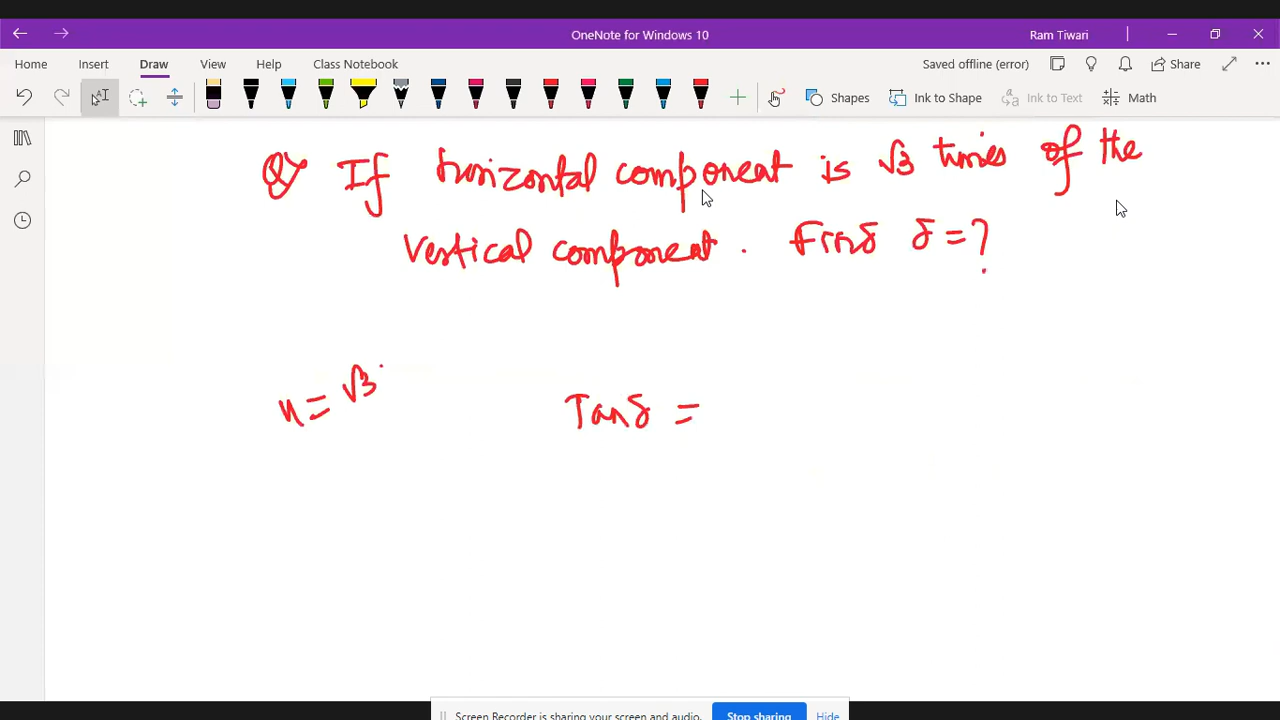 OneNote for Windows 10
Ram Tiwari
Home Insert Draw View Help Class Notebook
Saved offline (error) Share
Shapes Ink to Shape Ink to Text Math
Q If horizontal component is √3 times of the
vertical component. Find δ = ?
H = √3
Tanδ =
Screen Recorder is sharing your screen and audio. Stop sharing Hide